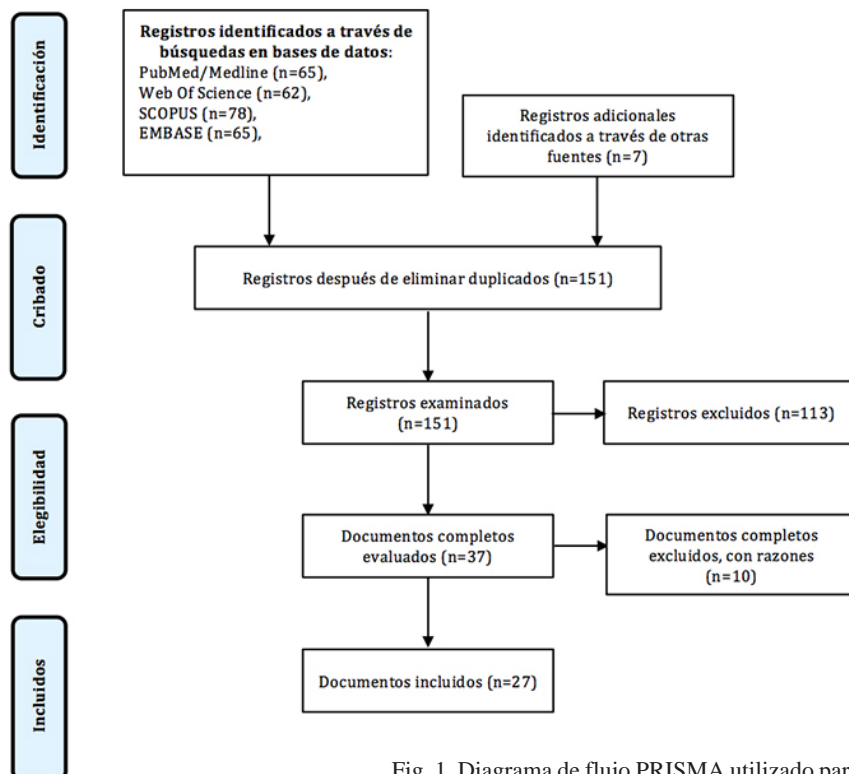 Identificación
Registros identificados a través de
búsquedas en bases de datos:
PubMed/Medline (n=65),
Web Of Science (n=62),
SCOPUS (n=78),
EMBASE (n=65),
Registros adicionales
identificados a través de otras
fuentes (n=7)
Cribado
Registros después de eliminar duplicados (n=151)
Registros examinados
(n=151)
Registros excluidos (n=113)
Elegibilidad
Documentos completos
evaluados (n=37)
Documentos completos
excluidos, con razones
(n=10)
Incluidos
Documentos incluidos (n=27)
Fig. 1. Diagrama de flujo PRISMA utilizado par